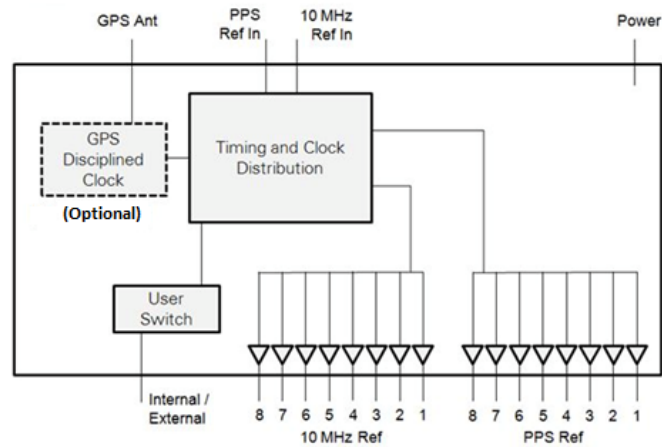 GPS Ant
PPS
Ref In
10 MHz
Ref In
Power
GPS
Disciplined
Clock
(Optional)
Timing and Clock
Distribution
User
Switch
Internal /
External
8 7 6 5 4 3 2 1
10 MHz Ref
8 7 6 5 4 3 2 1
PPS Ref